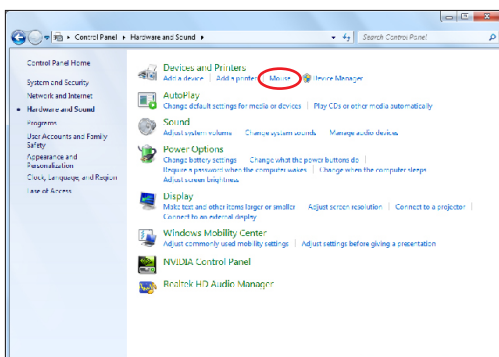 Control Panel ▸ Hardware and Sound ▸
Search Control Panel
Control Panel Home
System and Security
Network and Internet
Hardware and Sound
Programs
User Accounts and Family
Safety
Appearance and
Personalization
Clock, Language, and Region
Ease of Access
Devices and Printers
Add a device | Add a printer | Mouse | Device Manager
AutoPlay
Change default settings for media or devices | Play CDs or other media automatically
Sound
Adjust system volume | Change system sounds | Manage audio devices
Power Options
Change battery settings | Change what the power buttons do |
Require a password when the computer wakes | Change when the computer sleeps
Adjust screen brightness
Display
Make text and other items larger or smaller | Adjust screen resolution | Connect to a projector |
Connect to an external display
Windows Mobility Center
Adjust commonly used mobility settings | Adjust settings before giving a presentation
NVIDIA Control Panel
Realtek HD Audio Manager